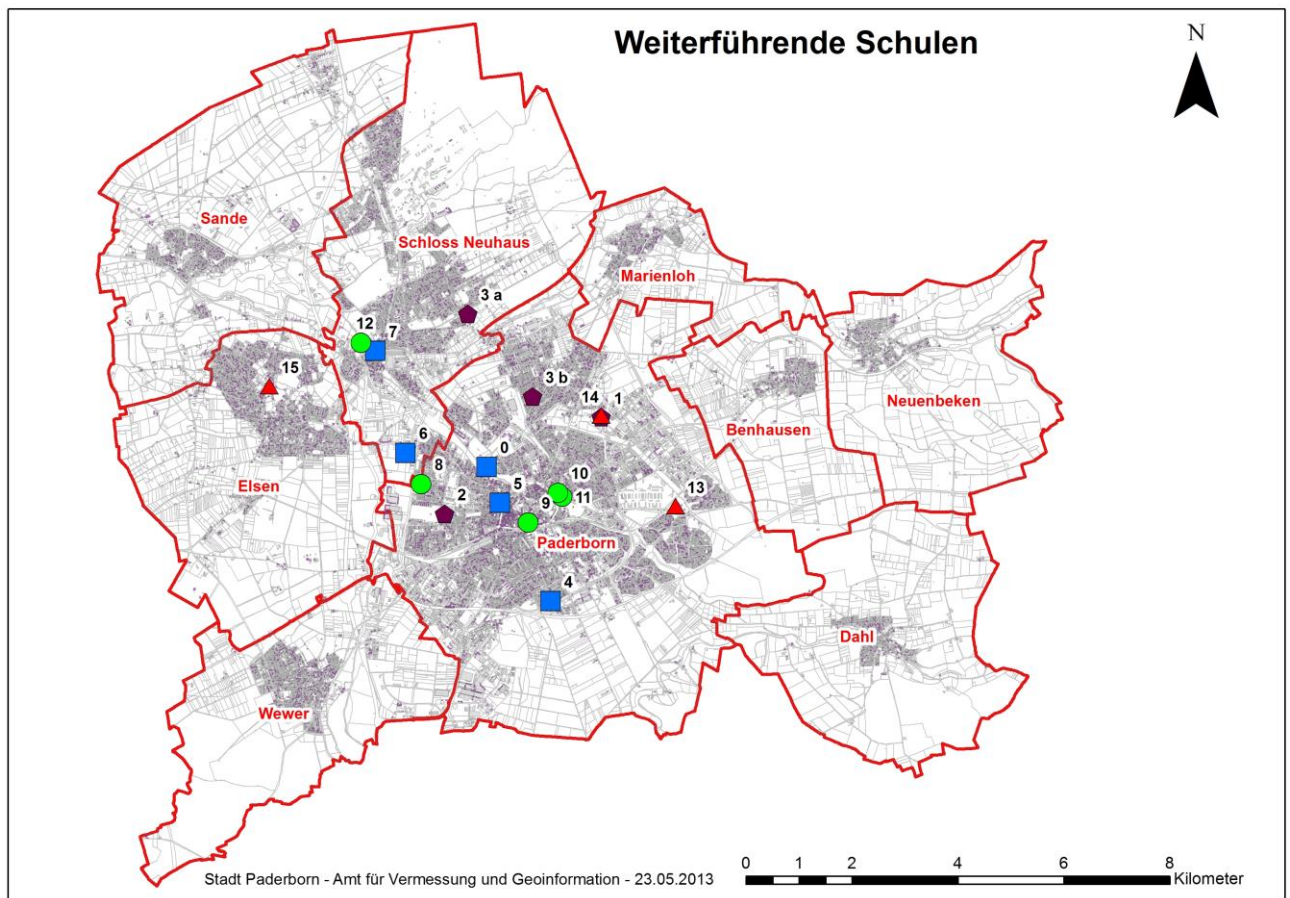 Weiterführende Schulen
N
Sande
Schloss Neuhaus
Marienloh
3 a
12
7
15
3 b
14
1
Neuenbeken
Benhausen
6
0
8
10
Elsen
5
2
9
11
13
Paderborn
4
Dahl
Wewer
0 1 2 4 6 8
Kilometer
Stadt Paderborn - Amt für Vermessung und Geoinformation - 23.05.2013